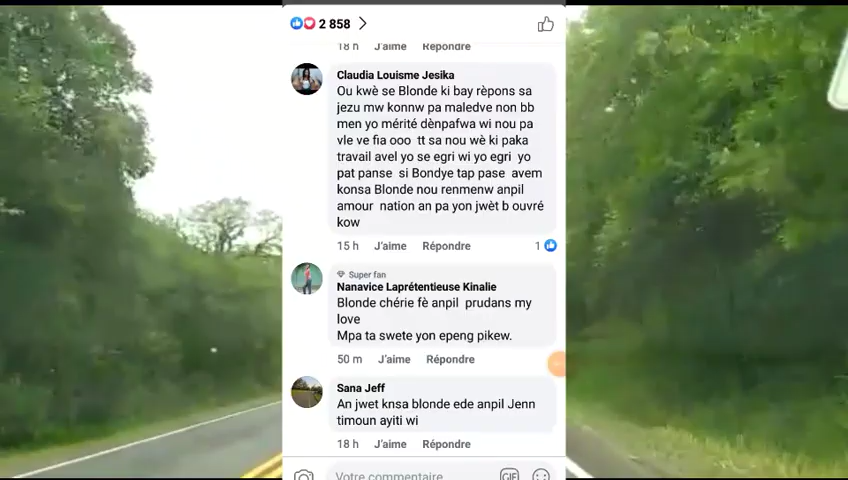 2 858
18 h J'aime Répondre
Claudia Louisme Jesika
Ou kwè se Blonde ki bay rèpons sa
jezu mw konnw pa maledve non bb
men yo mérité dènpafwa wi nou pa
vle ve fia ooo tt sa nou wè ki paka
travail avel yo se egri wi yo egri yo
pat panse si Bondye tap pase avem
konsa Blonde nou renmenw anpil
amour nation an pa yon jwèt b ouvré
kow
15 h J'aime Répondre 1
Super fan
Nanavice Laprétentieuse Kinalie
Blonde chérie fè anpil prudans my
love
Mpa ta swete yon epeng pikew.
50 m J'aime Répondre
Sana Jeff
An jwet knsa blonde ede anpil Jenn
timoun ayiti wi
18 h J'aime Répondre
Votre commentaire
GIF